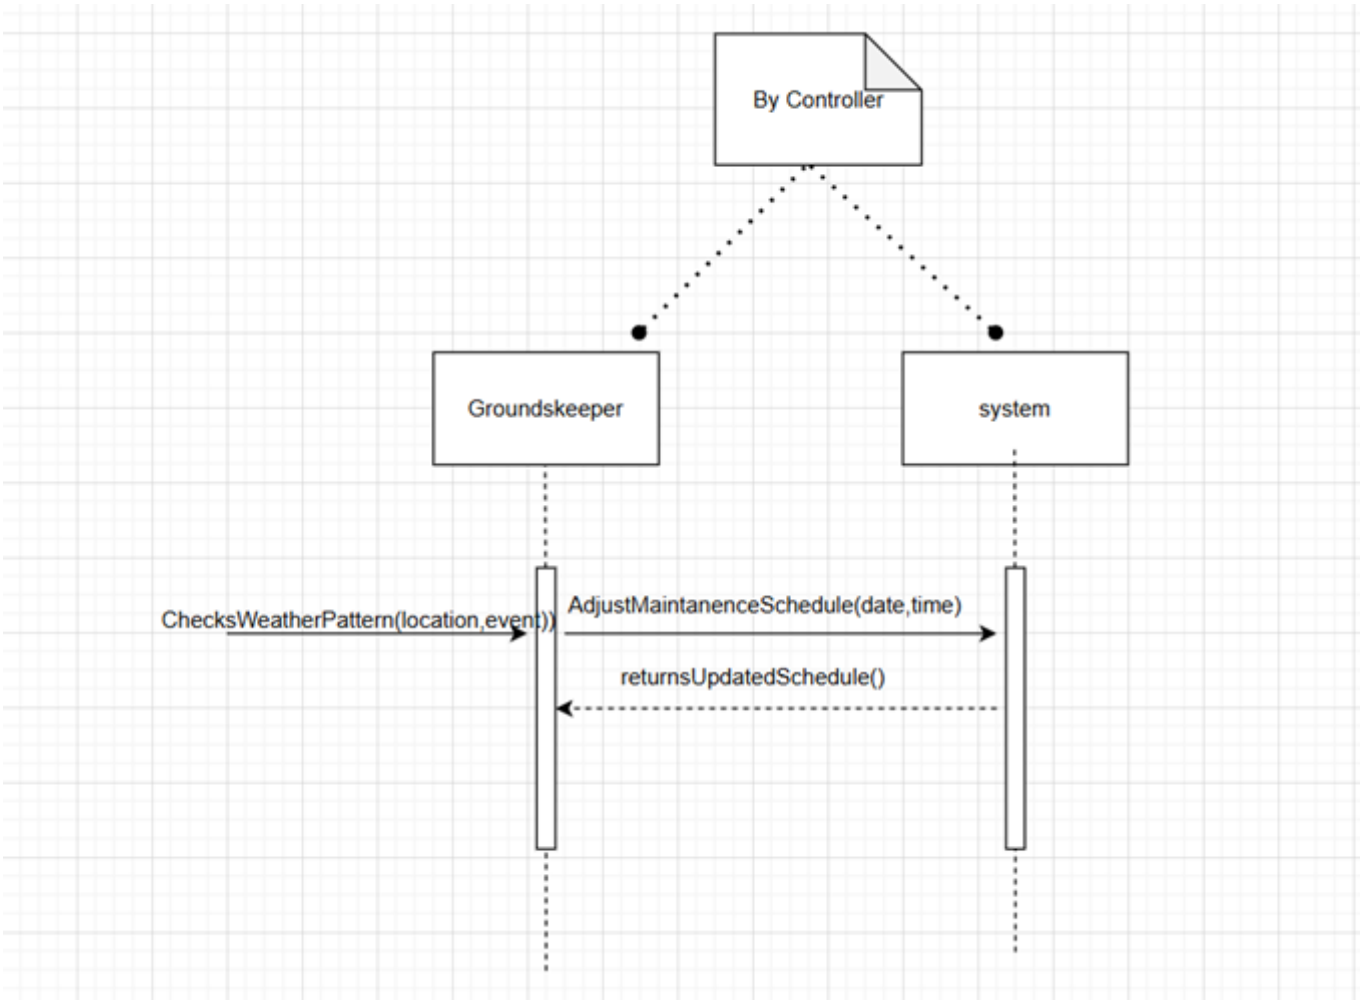 By Controller
Groundskeeper
system
ChecksWeatherPattern(location,event))
AdjustMaintanenceSchedule(date,time)
returnsUpdatedSchedule()